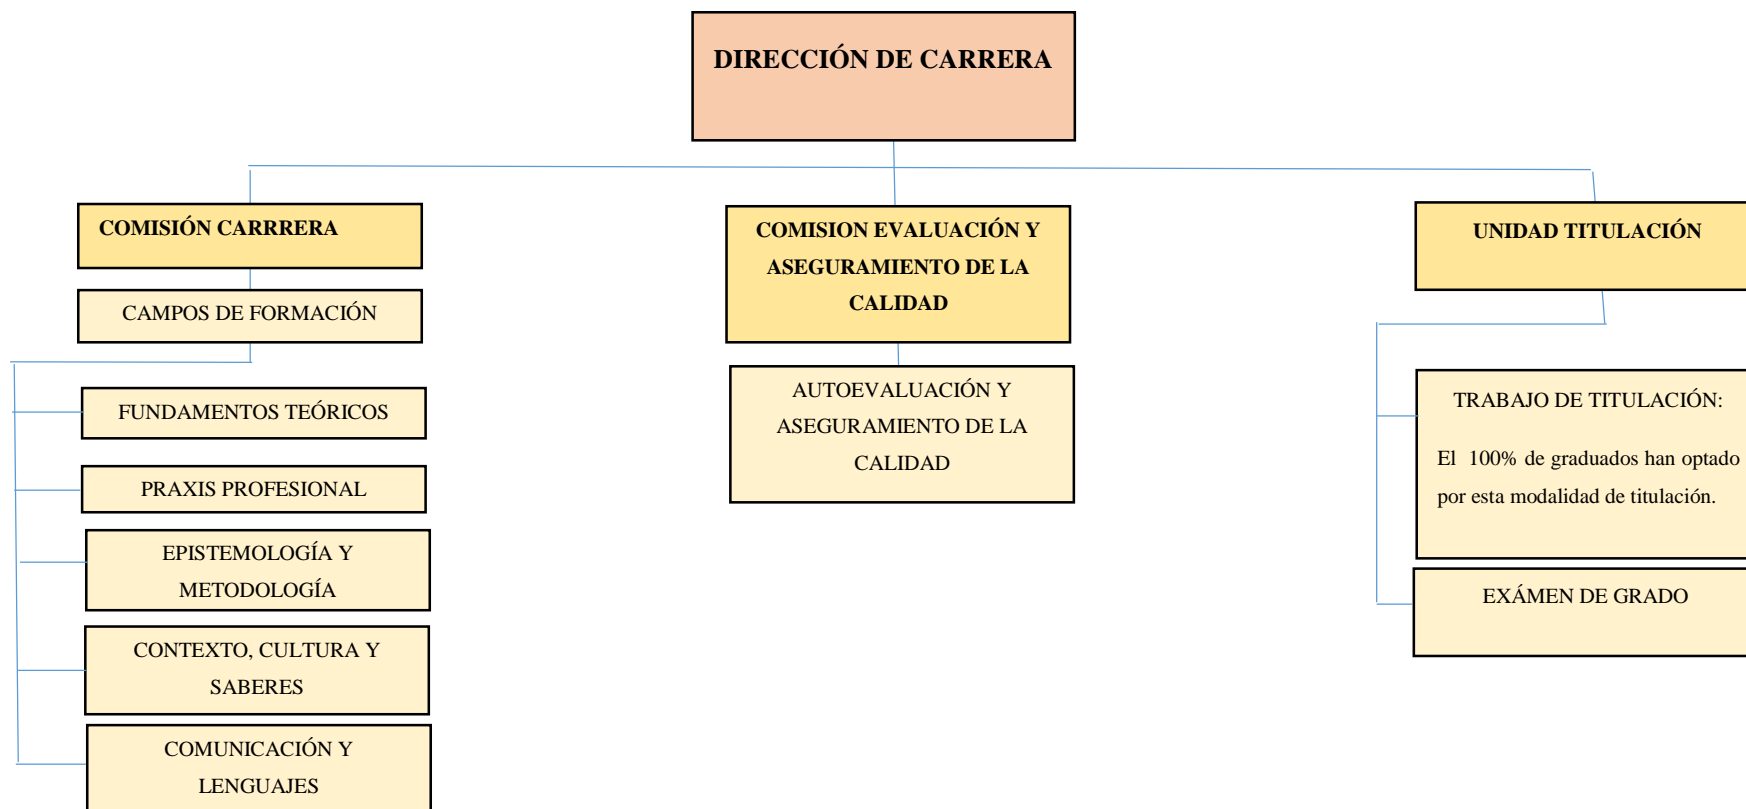 DIRECCIÓN DE CARRERA
COMISIÓN CARRRERA
CAMPOS DE FORMACIÓN
FUNDAMENTOS TEÓRICOS
PRAXIS PROFESIONAL
EPISTEMOLOGÍA Y
METODOLOGÍA
CONTEXTO, CULTURA Y
SABERES
COMUNICACIÓN Y
LENGUAJES
COMISION EVALUACIÓN Y
ASEGURAMIENTO DE LA
CALIDAD
AUTOEVALUACIÓN Y
ASEGURAMIENTO DE LA
CALIDAD
UNIDAD TITULACIÓN
TRABAJO DE TITULACIÓN:
El 100% de graduados han optado
por esta modalidad de titulación.
EXÁMEN DE GRADO